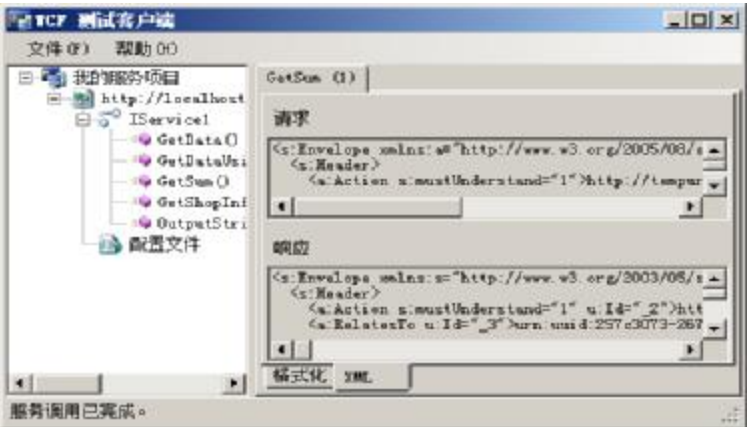 TCF 测试客户端
文件(F) 帮助(H)
我的服务项目
http://localhost
IService1
GetData()
GetDataUsi
GetSum()
GetShopInf
OutputStri
配置文件
GetSum (1)
请求
<s:Envelope xmlns:a="http://www.w3.org/2005/08/a
<s:Header>
<a:Action s:mustUnderstand="1">http://tempur
响应
<s:Envelope xmlns:s="http://www.w3.org/2003/05/s
<s:Header>
<a:Action s:mustUnderstand="1" u:Id="_2">htt
<a:RelatesTo u:Id="_3">urn:uuid:257c3073-267
格式化 XML
服务调用已完成。